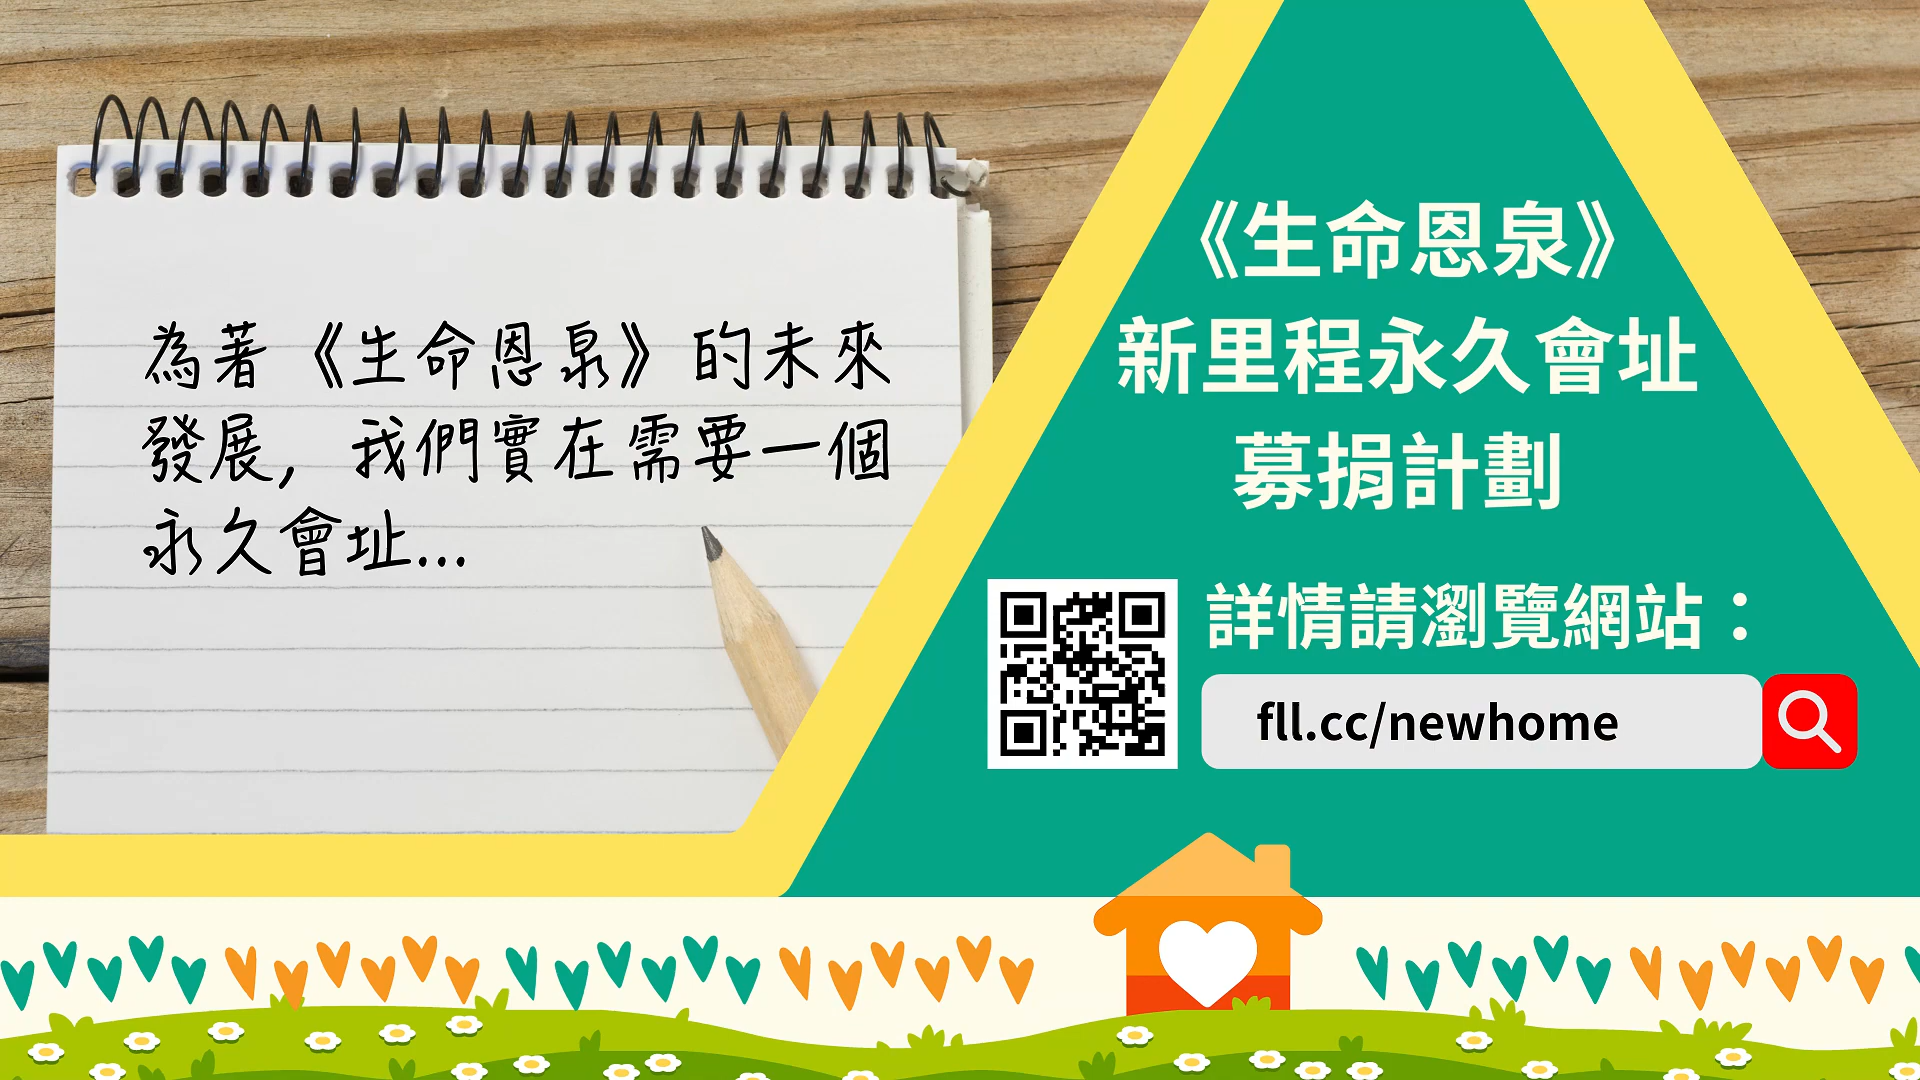 為著《生命恩泉》的未來
發展，我們實在需要一個
永久會址...
《生命恩泉》
新里程永久會址
募捐計劃
詳情請瀏覽網站：
fll.cc/newhome